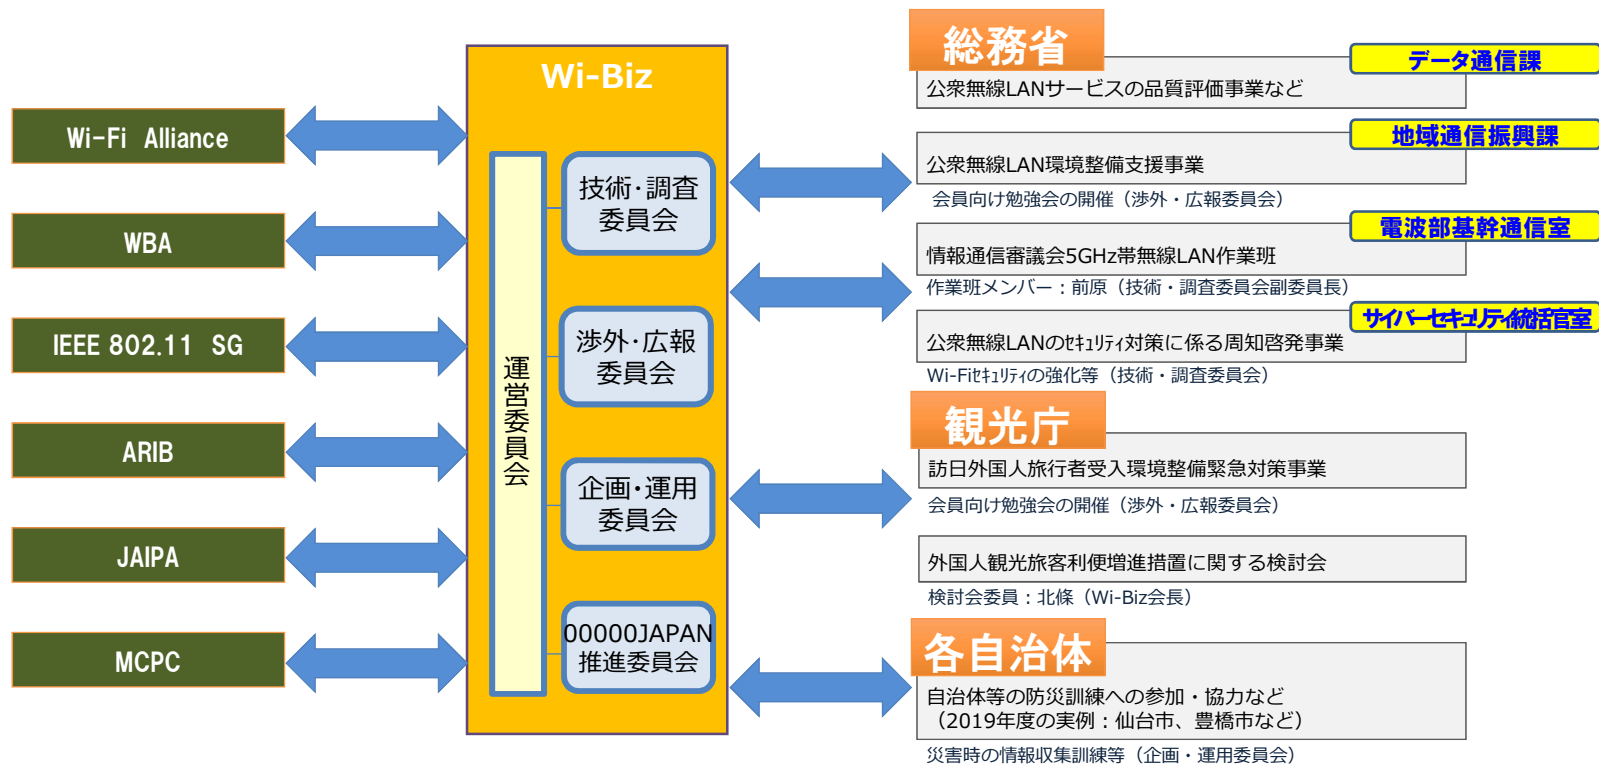 Wi-Fi Alliance
WBA
IEEE 802.11 SG
ARIB
JAIPA
MCPC
Wi-Biz
運営委員会
技術・調査
委員会
渉外・広報
委員会
企画・運用
委員会
00000JAPAN
推進委員会
総務省
データ通信課
公衆無線LANサービスの品質評価事業など
地域通信振興課
公衆無線LAN環境整備支援事業
会員向け勉強会の開催（渉外・広報委員会）
電波部基幹通信室
情報通信審議会5GHz帯無線LAN作業班
作業班メンバー：前原（技術・調査委員会副委員長）
サイバーセキュリティ統括官室
公衆無線LANのｾｷｭﾘﾃｨ対策に係る周知啓発事業
Wi-Fiｾｷｭﾘﾃｨの強化等（技術・調査委員会）
観光庁
訪日外国人旅行者受入環境整備緊急対策事業
会員向け勉強会の開催（渉外・広報委員会）
外国人観光旅客利便増進措置に関する検討会
検討会委員：北條（Wi-Biz会長）
各自治体
自治体等の防災訓練への参加・協力など
（2019年度の実例：仙台市、豊橋市など）
災害時の情報収集訓練等（企画・運用委員会）